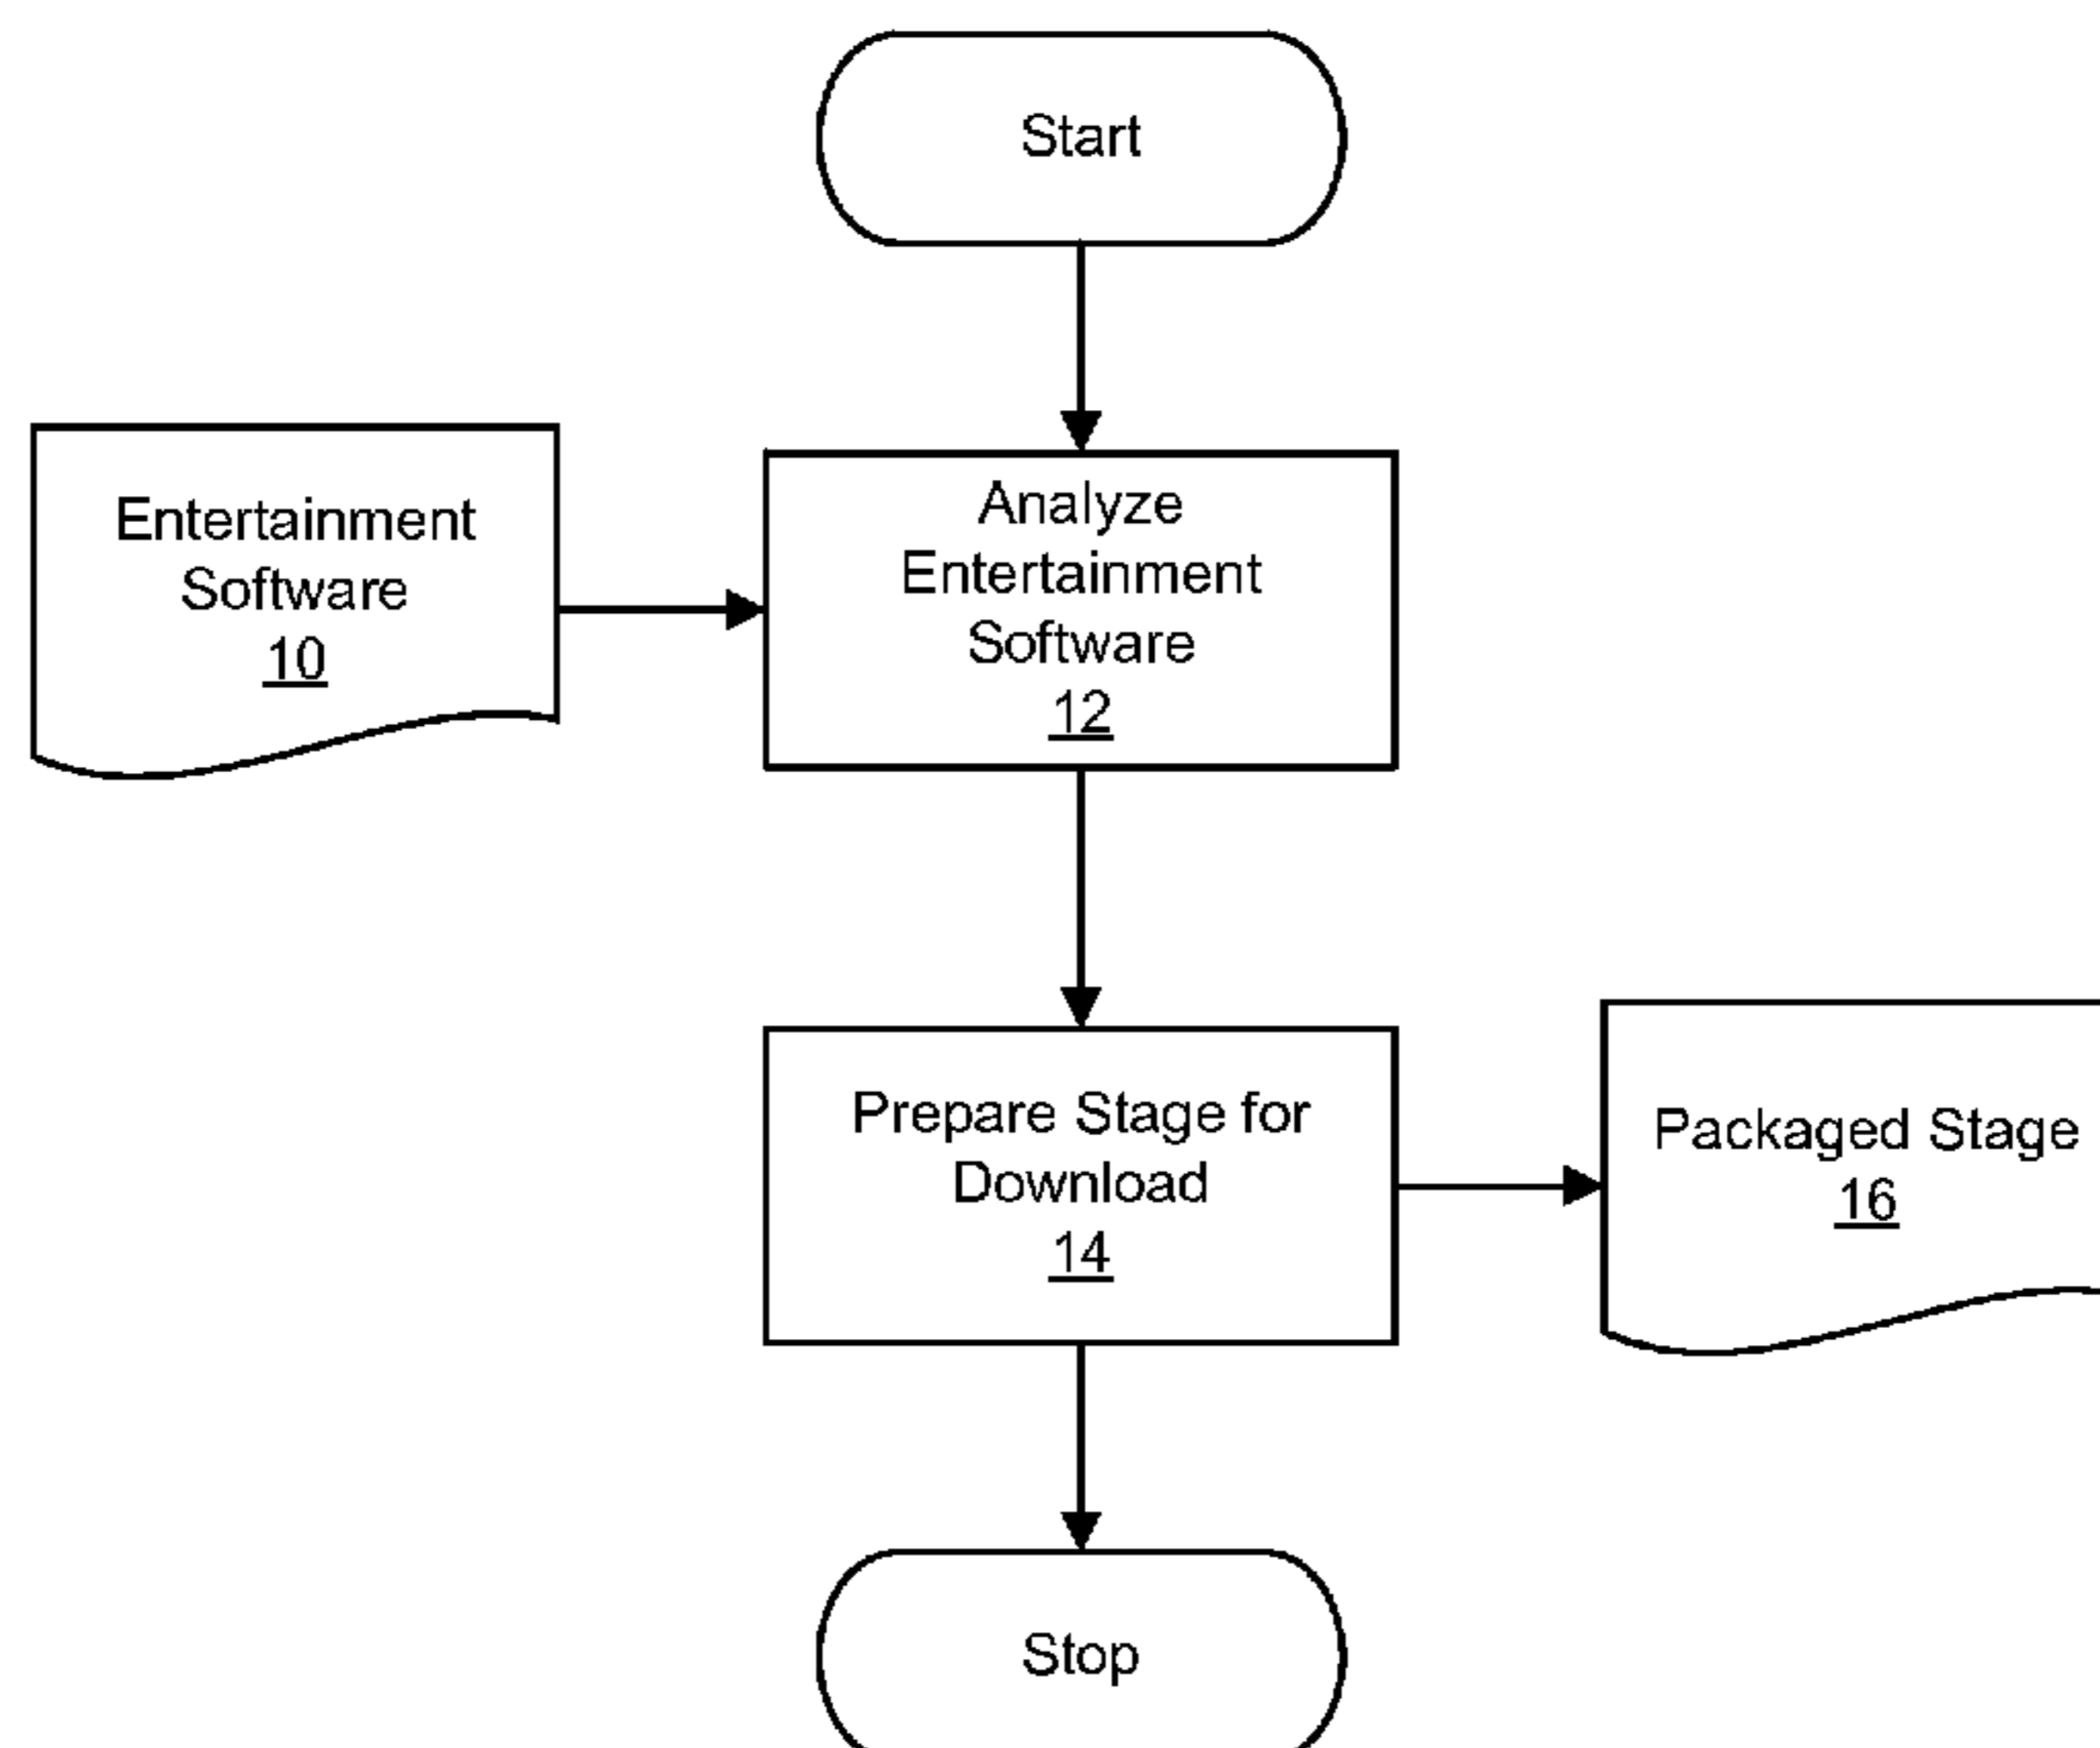 Start
Entertainment
Software
10
Analyze
Entertainment
Software
12
Prepare Stage for
Download
14
Packaged Stage
16
Stop